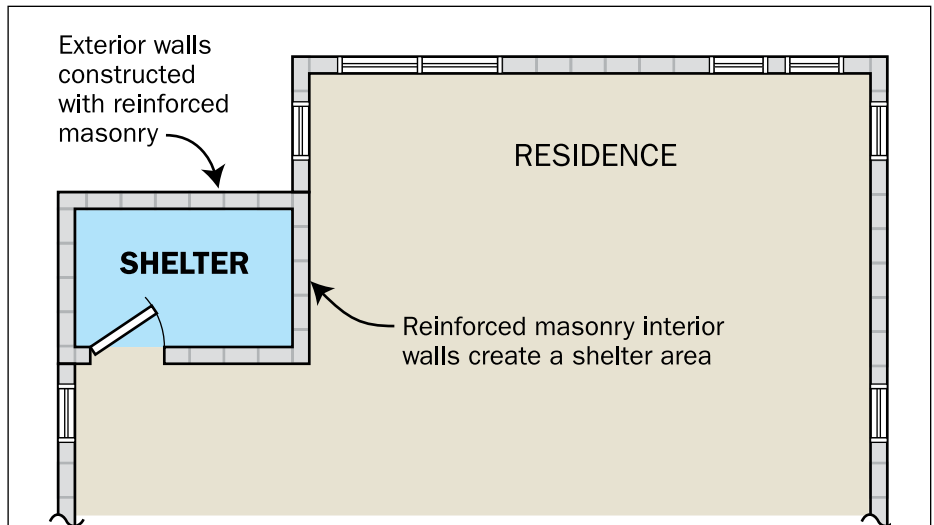 Exterior walls
constructed
with reinforced
masonry
RESIDENCE
SHELTER
Reinforced masonry interior
walls create a shelter area